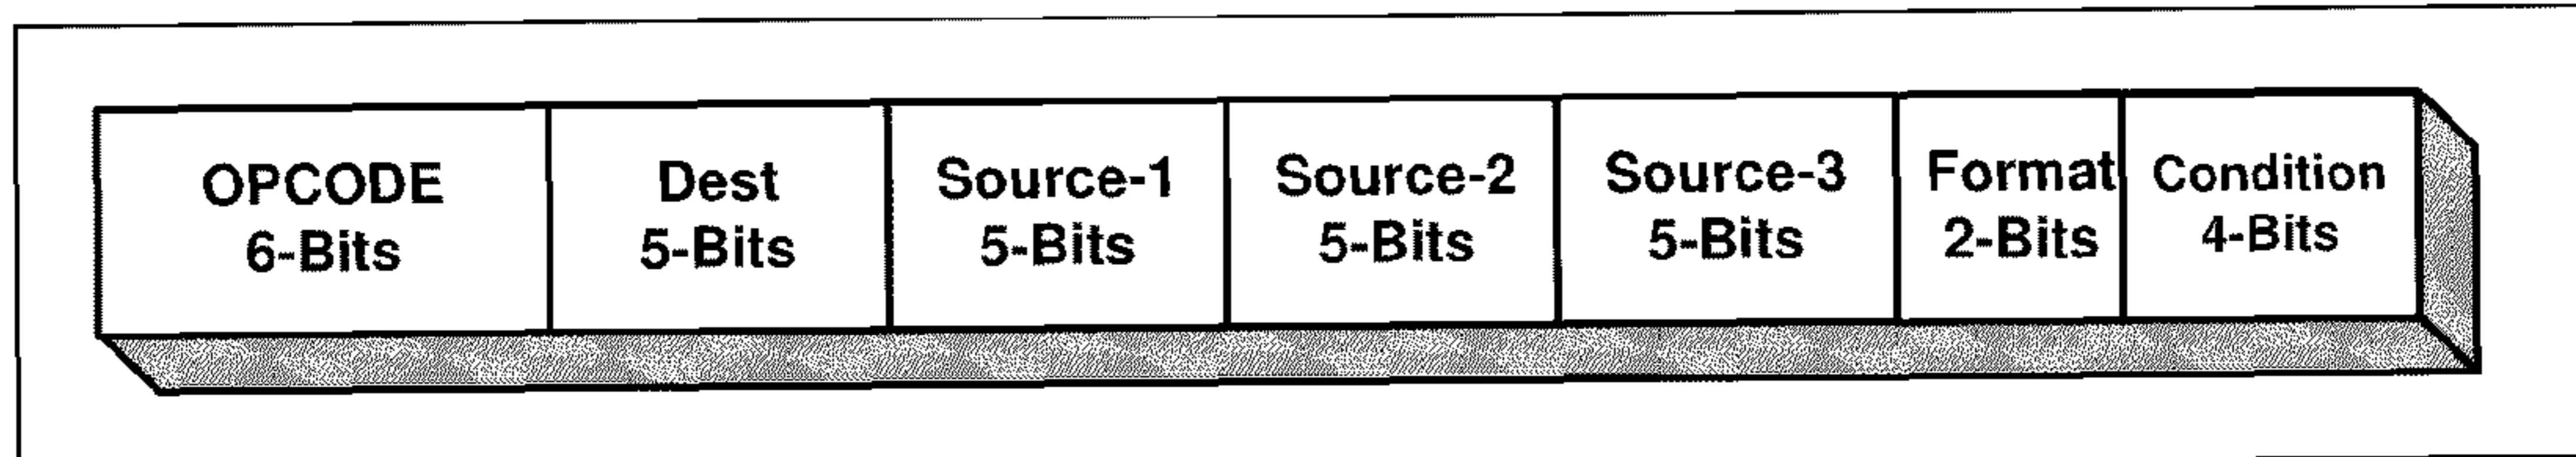 OPCODE
6-Bits
Dest
5-Bits
Source-1
5-Bits
Source-2
5-Bits
Source-3
5-Bits
Format
2-Bits
Condition
4-Bits